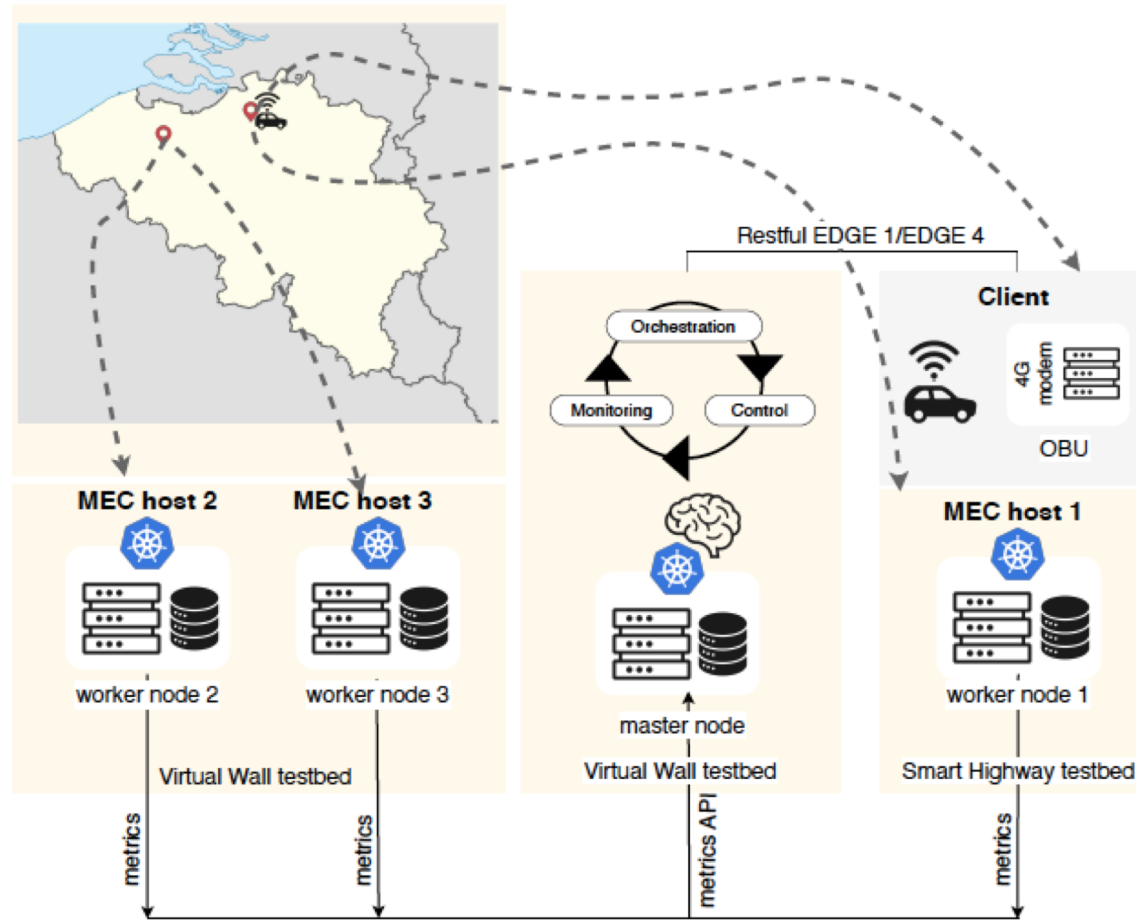 Restful EDGE 1/EDGE 4
Client
4G
modem
OBU
Orchestration
Monitoring
Control
MEC host 2
MEC host 3
MEC host 1
worker node 2
worker node 3
master node
worker node 1
Virtual Wall testbed
Virtual Wall testbed
Smart Highway testbed
metrics
metrics
metrics API
metrics